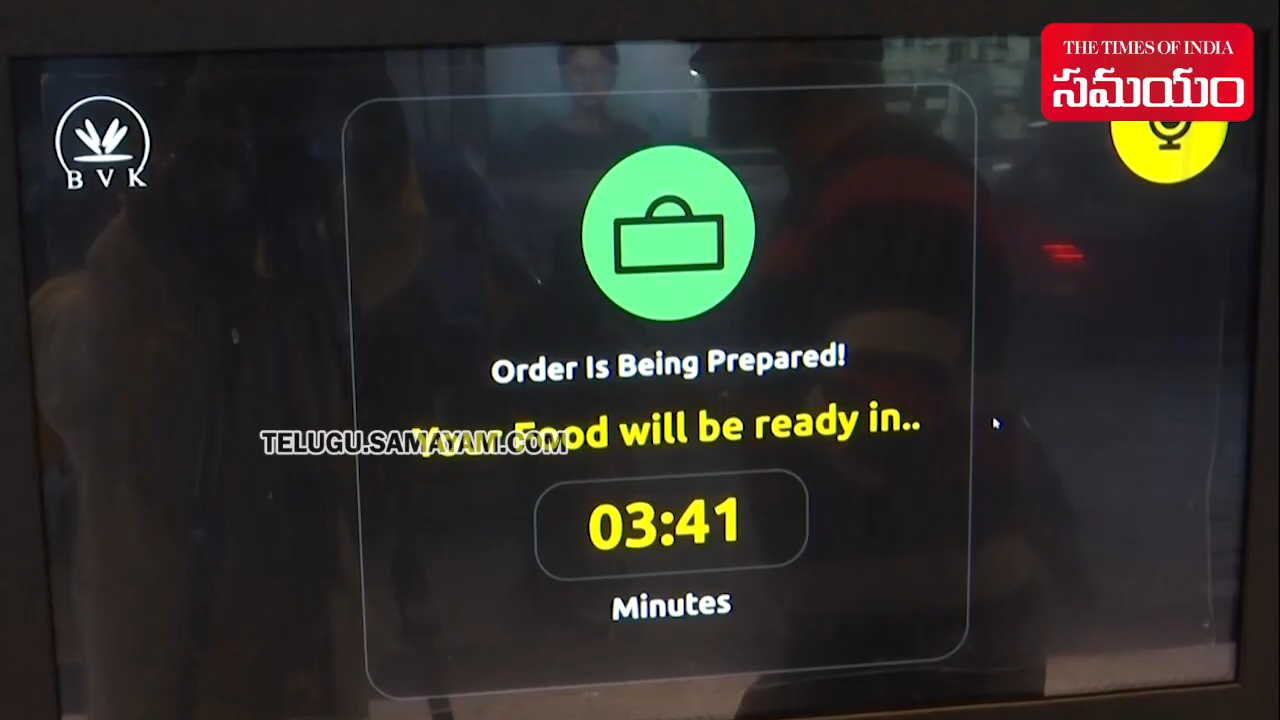 THE TIMES OF INDIA
సమయం
B V K
Order Is Being Prepared!
Your Food will be ready in..
TELUGU.SAMAYAM.COM
03:41
Minutes